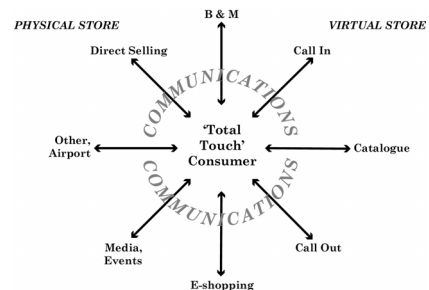 B & M
PHYSICAL STORE
VIRTUAL STORE
Direct Selling
Call In
COMMUNICATIONS
Other,
Airport
'Total
Touch'
Consumer
Catalogue
COMMUNICATIONS
Media,
Events
Call Out
E-shopping